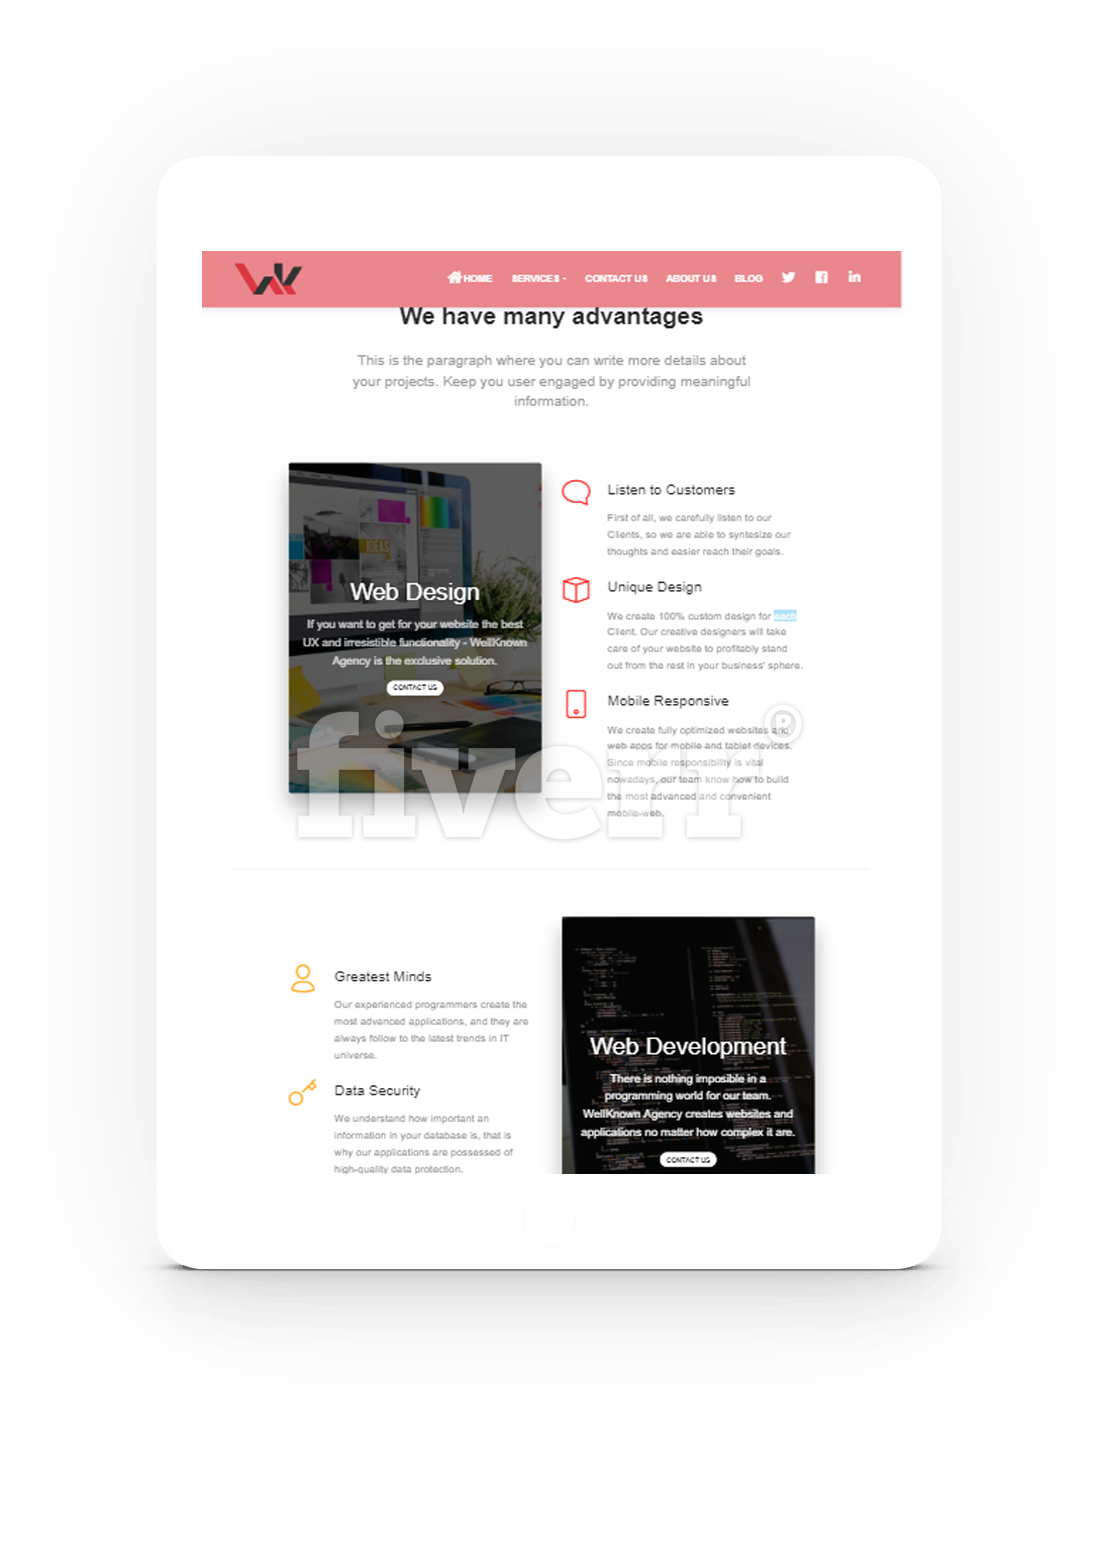 HOME SERVICES CONTACT US ABOUT US BLOG
We have many advantages
This is the paragraph where you can write more details about
your projects. Keep you user engaged by providing meaningful
information.
IDEAS
Web Design
If you want to get for your website the best
UX and irresistible functionality - WellKnown
Agency is the exclusive solution.
CONTACT US
Listen to Customers
First of all, we carefully listen to our
Clients, so we are able to syntesize our
thoughts and easier reach their goals.
Unique Design
We create 100% custom design for each
Client. Our creative designers will take
care of your website to profitably stand
out from the rest in your business' sphere.
Mobile Responsive
We create fully optimized websites and
web apps for mobile and tablet devices.
Since mobile responsibility is vital
nowadays, our team know how to build
the most advanced and convenient
mobile-web.
fiverr®
Greatest Minds
Our experienced programmers create the
most advanced applications, and they are
always follow to the latest trends in IT
universe.
Data Security
We understand how important an
information in your database is, that is
why our applications are possessed of
high-quality data protection.
Web Development
There is nothing imposible in a
programming world for our team.
WellKnown Agency creates websites and
applications no matter how complex it are.
CONTACT US